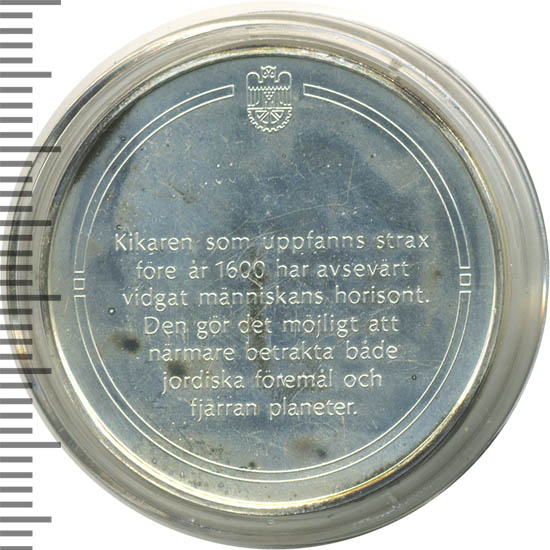 Kikaren som uppfanns strax
före år 1600 har avsevärt
vidgat människans horisont.
Den gör det möjligt att
närmare betrakta både
jordiska föremål och
fjärran planeter.